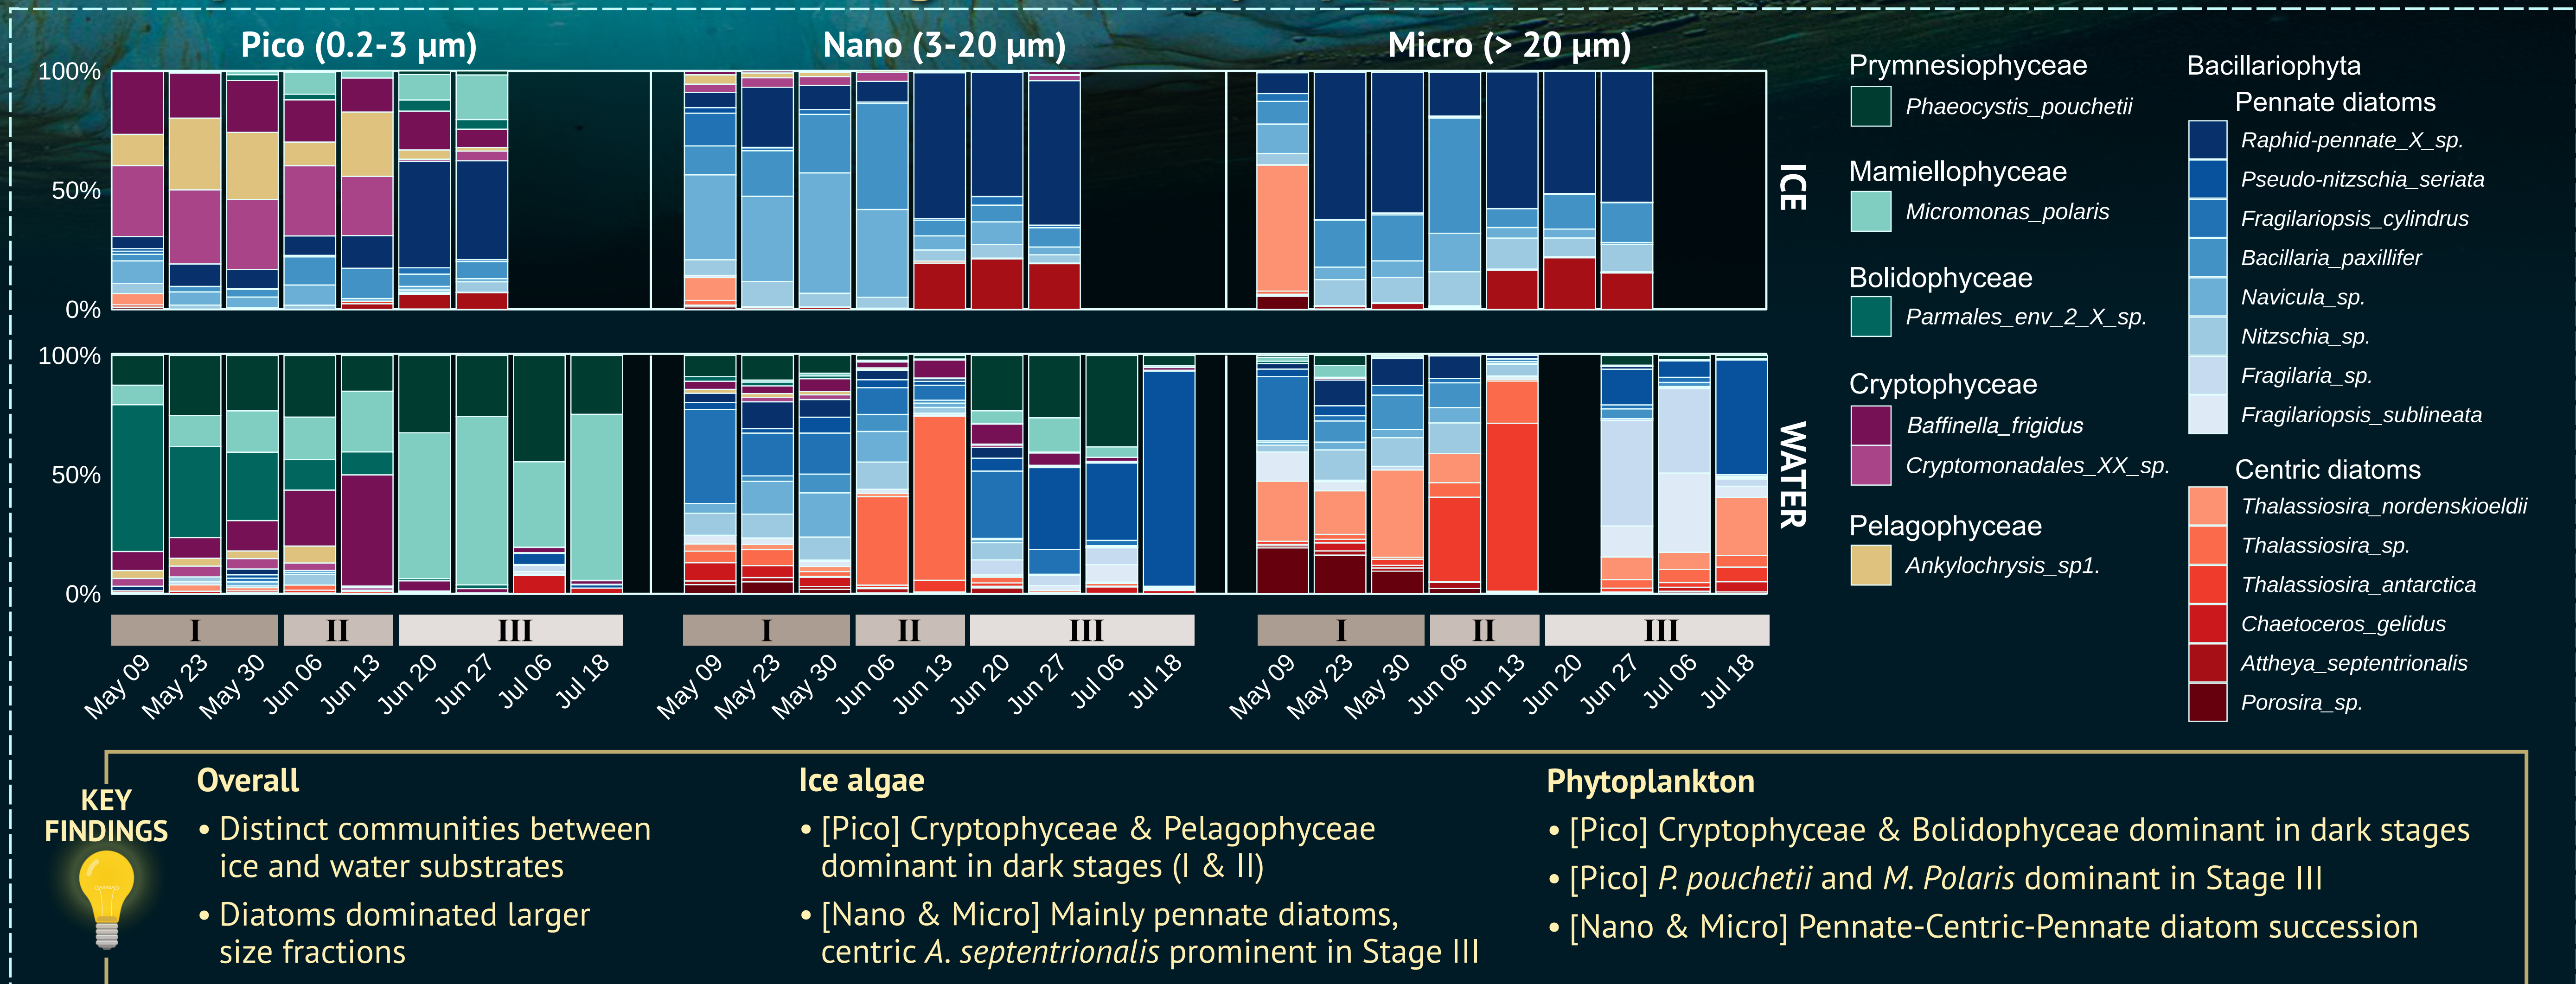 Pico (0.2-3 µm)
Nano (3-20 µm)
Micro (> 20 µm)
100%
50%
0%
ICE
100%
50%
0%
WATER
I
II
III
I
II
III
I
II
III
May 09
May 23
May 30
Jun 06
Jun 13
Jun 20
Jun 27
Jul 06
Jul 18
May 09
May 23
May 30
Jun 06
Jun 13
Jun 20
Jun 27
Jul 06
Jul 18
May 09
May 23
May 30
Jun 06
Jun 13
Jun 20
Jun 27
Jul 06
Jul 18
Prymnesiophyceae
Phaeocystis_pouchetii
Mamiellophyceae
Micromonas_polaris
Bolidophyceae
Parmales_env_2_X_sp.
Cryptophyceae
Baffinella_frigidus
Cryptomonadales_XX_sp.
Pelagophyceae
Ankylochrysis_sp1.
Bacillariophyta
Pennate diatoms
Raphid-pennate_X_sp.
Pseudo-nitzschia_seriata
Fragilariopsis_cylindrus
Bacillaria_paxillifer
Navicula_sp.
Nitzschia_sp.
Fragilaria_sp.
Fragilariopsis_sublineata
Centric diatoms
Thalassiosira_nordenskioeldii
Thalassiosira_sp.
Thalassiosira_antarctica
Chaetoceros_gelidus
Attheya_septentrionalis
Porosira_sp.
KEY
FINDINGS
Overall
• Distinct communities between
ice and water substrates
• Diatoms dominated larger
size fractions
Ice algae
• [Pico] Cryptophyceae & Pelagophyceae
dominant in dark stages (I & II)
• [Nano & Micro] Mainly pennate diatoms,
centric A. septentrionalis prominent in Stage III
Phytoplankton
• [Pico] Cryptophyceae & Bolidophyceae dominant in dark stages
• [Pico] P. pouchetii and M. Polaris dominant in Stage III
• [Nano & Micro] Pennate-Centric-Pennate diatom succession